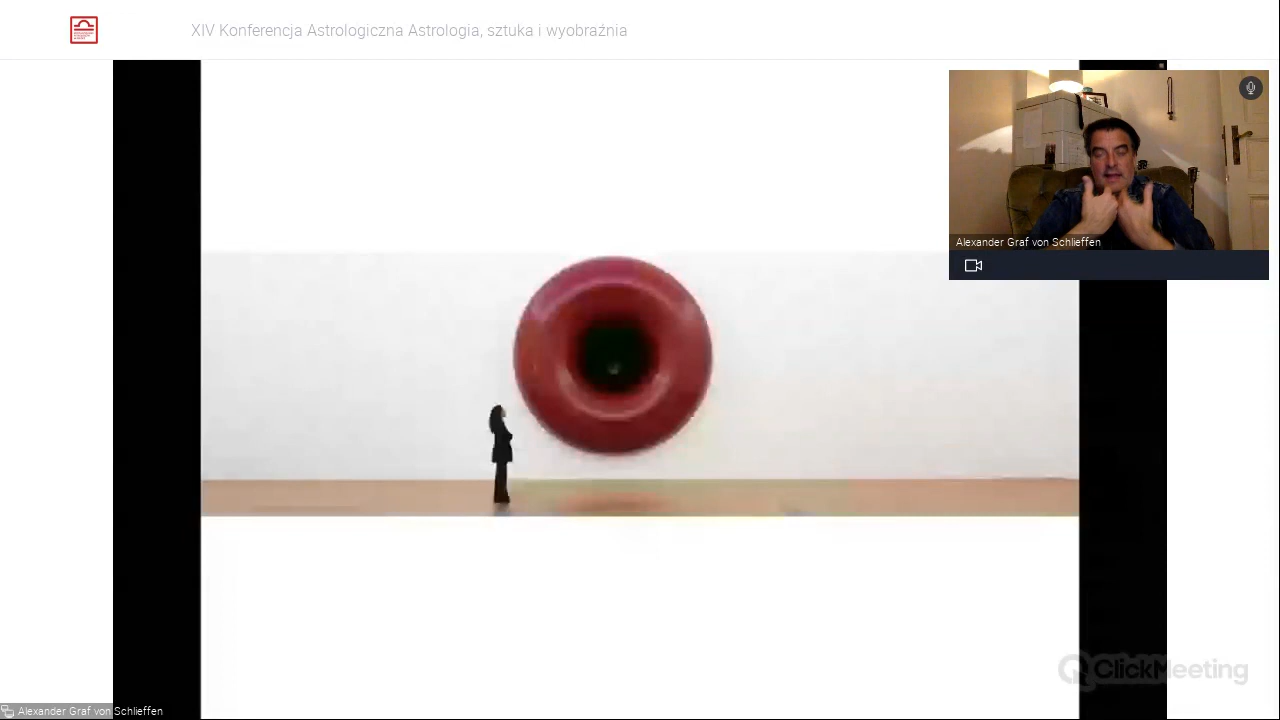 XIV Konferencja Astrologiczna Astrologia, sztuka i wyobraźnia
Alexander Graf von Schlieffen
ClickMeeting
Alexander Graf von Schlieffen